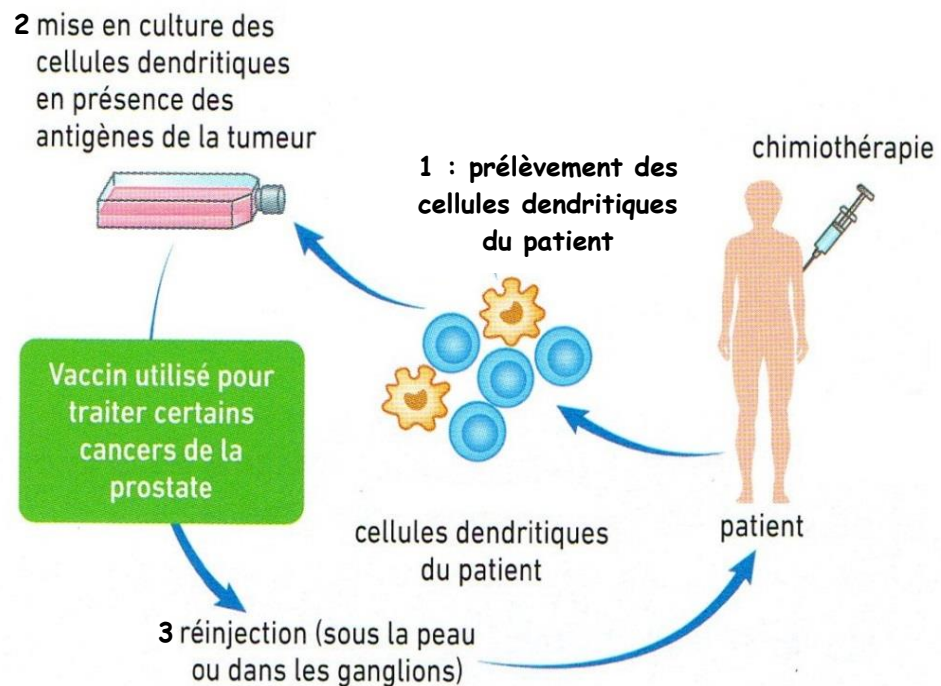 2 mise en culture des
cellules dendritiques
en présence des
antigènes de la tumeur
1 : prélèvement des
cellules dendritiques
du patient
chimiothérapie
Vaccin utilisé pour
traiter certains
cancers de la
prostate
cellules dendritiques
du patient
patient
3 réinjection (sous la peau
ou dans les ganglions)